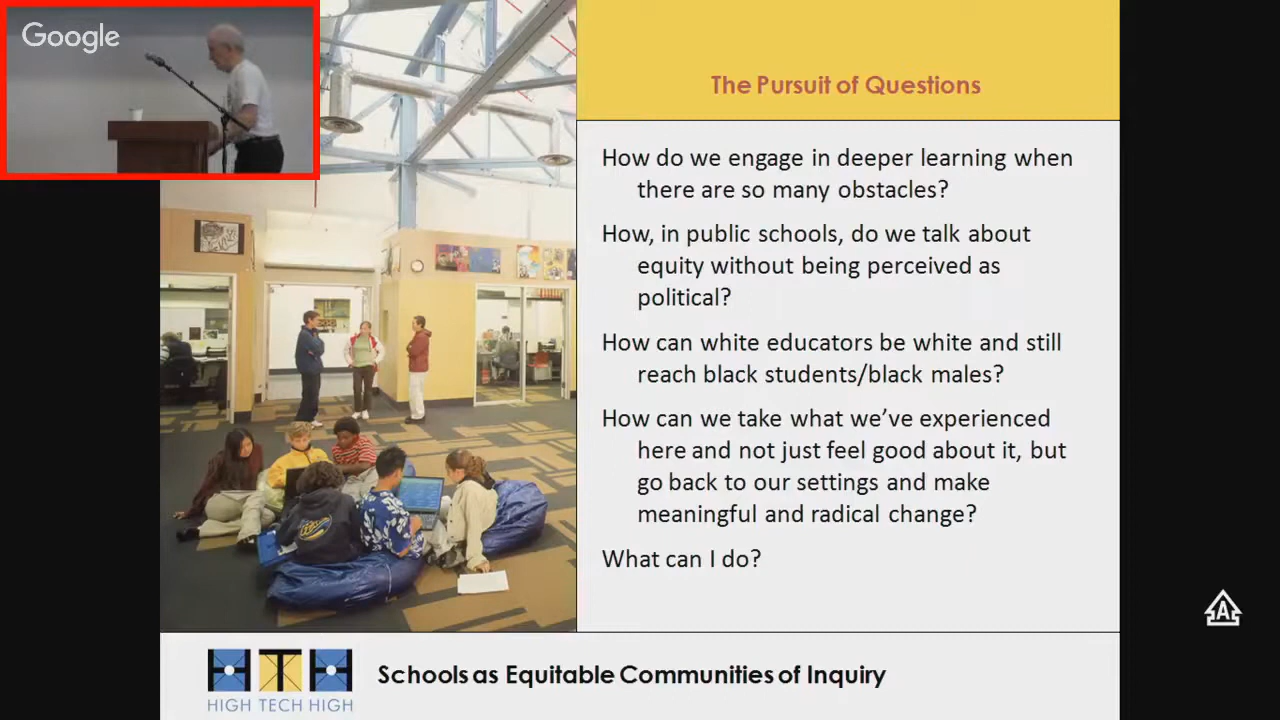 Google
The Pursuit of Questions
How do we engage in deeper learning when
there are so many obstacles?
How, in public schools, do we talk about
equity without being perceived as
political?
How can white educators be white and still
reach black students/black males?
How can we take what we’ve experienced
here and not just feel good about it, but
go back to our settings and make
meaningful and radical change?
What can I do?
A
HTH
HIGH TECH HIGH
Schools as Equitable Communities of Inquiry